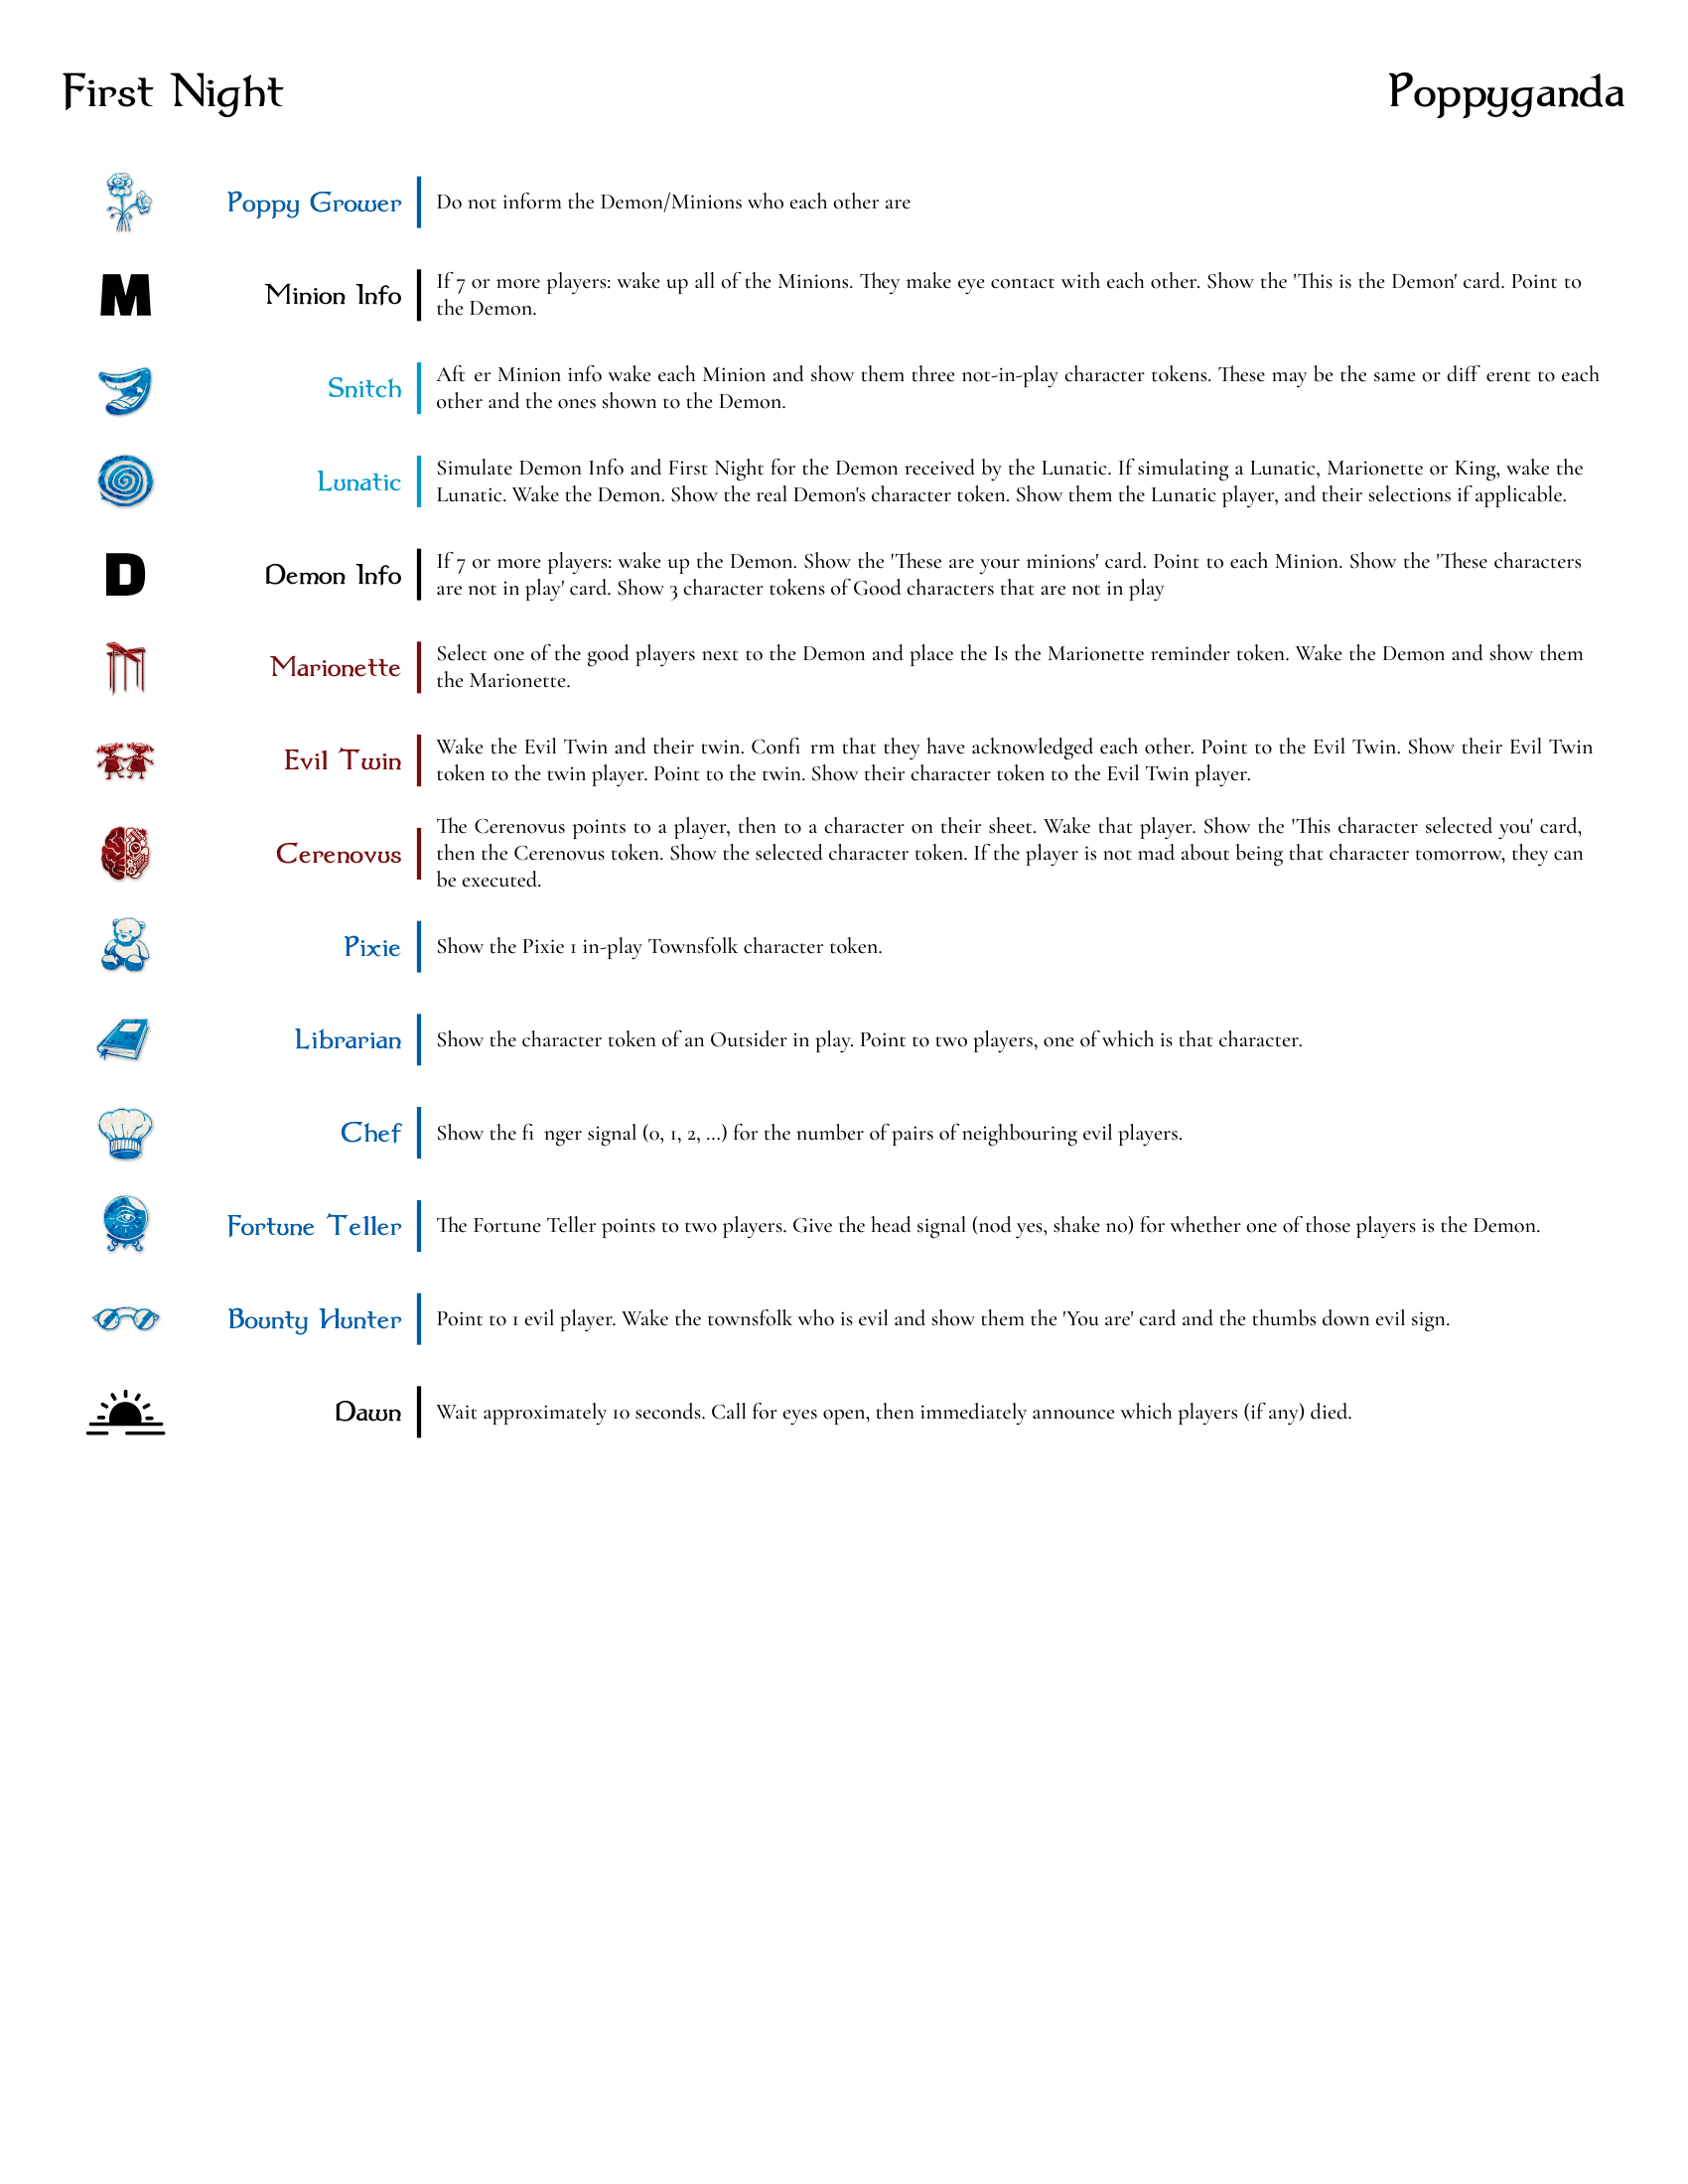 First Night
Poppyganda
Poppy Grower
Do not inform the Demon/Minions who each other are
M
Minion Info
If 7 or more players: wake up all of the Minions. They make eye contact with each other. Show the 'This is the Demon' card. Point to
the Demon.
Snitch
Aft er Minion info wake each Minion and show them three not-in-play character tokens. These may be the same or diff erent to each
other and the ones shown to the Demon.
Lunatic
Simulate Demon Info and First Night for the Demon received by the Lunatic. If simulating a Lunatic, Marionette or King, wake the
Lunatic. Wake the Demon. Show the real Demon's character token. Show them the Lunatic player, and their selections if applicable.
D
Demon Info
If 7 or more players: wake up the Demon. Show the 'These are your minions' card. Point to each Minion. Show the 'These characters
are not in play' card. Show 3 character tokens of Good characters that are not in play
Marionette
Select one of the good players next to the Demon and place the Is the Marionette reminder token. Wake the Demon and show them
the Marionette.
Evil Twin
Wake the Evil Twin and their twin. Confi rm that they have acknowledged each other. Point to the Evil Twin. Show their Evil Twin
token to the twin player. Point to the twin. Show their character token to the Evil Twin player.
Cerenovus
The Cerenovus points to a player, then to a character on their sheet. Wake that player. Show the 'This character selected you' card,
then the Cerenovus token. Show the selected character token. If the player is not mad about being that character tomorrow, they can
be executed.
Pixie
Show the Pixie 1 in-play Townsfolk character token.
Librarian
Show the character token of an Outsider in play. Point to two players, one of which is that character.
Chef
Show the fi nger signal (0, 1, 2, ...) for the number of pairs of neighbouring evil players.
Fortune Teller
The Fortune Teller points to two players. Give the head signal (nod yes, shake no) for whether one of those players is the Demon.
Bounty Hunter
Point to 1 evil player. Wake the townsfolk who is evil and show them the 'You are' card and the thumbs down evil sign.
Dawn
Wait approximately 10 seconds. Call for eyes open, then immediately announce which players (if any) died.